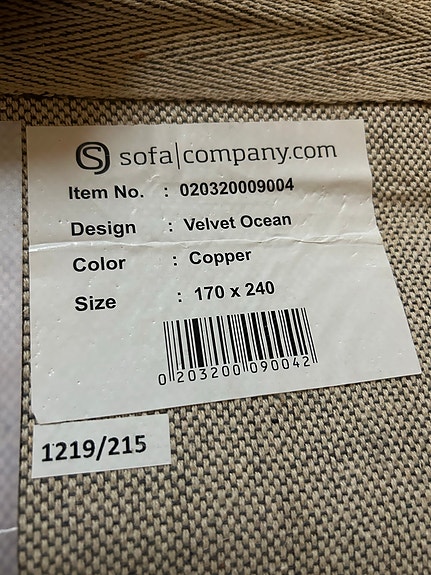 sofa|company.com
Item No. : 020320009004
Design : Velvet Ocean
Color : Copper
Size : 170 x 240
0 203200 090042
1219/215